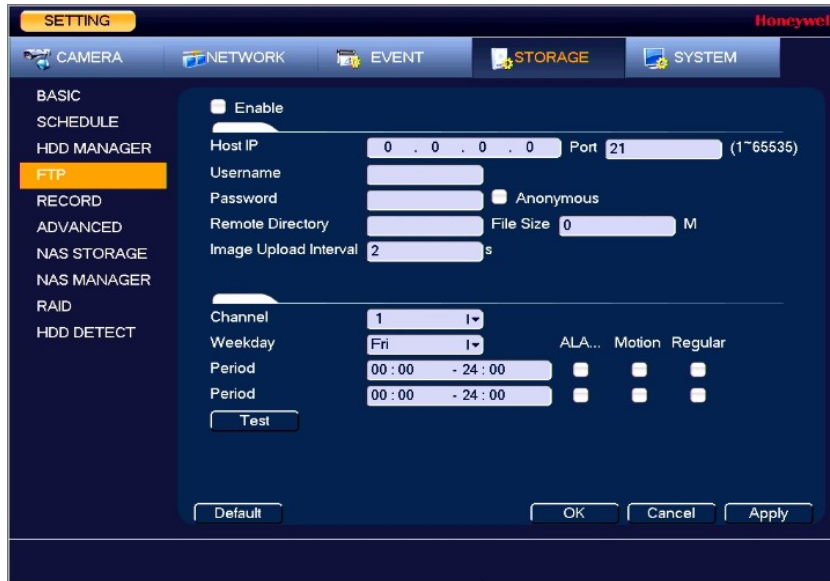 SETTING
Honeywel
CAMERA NETWORK EVENT STORAGE SYSTEM
BASIC
SCHEDULE
HDD MANAGER
FTP
RECORD
ADVANCED
NAS STORAGE
NAS MANAGER
RAID
HDD DETECT
Enable
Host IP 0 . 0 . 0 . 0 Port 21 (1~65535)
Username
Password Anonymous
Remote Directory File Size 0 M
Image Upload Interval 2 s
Channel 1
Weekday Fri ALA... Motion Regular
Period 00 : 00 - 24 : 00
Period 00 : 00 - 24 : 00
Test
Default OK Cancel Apply